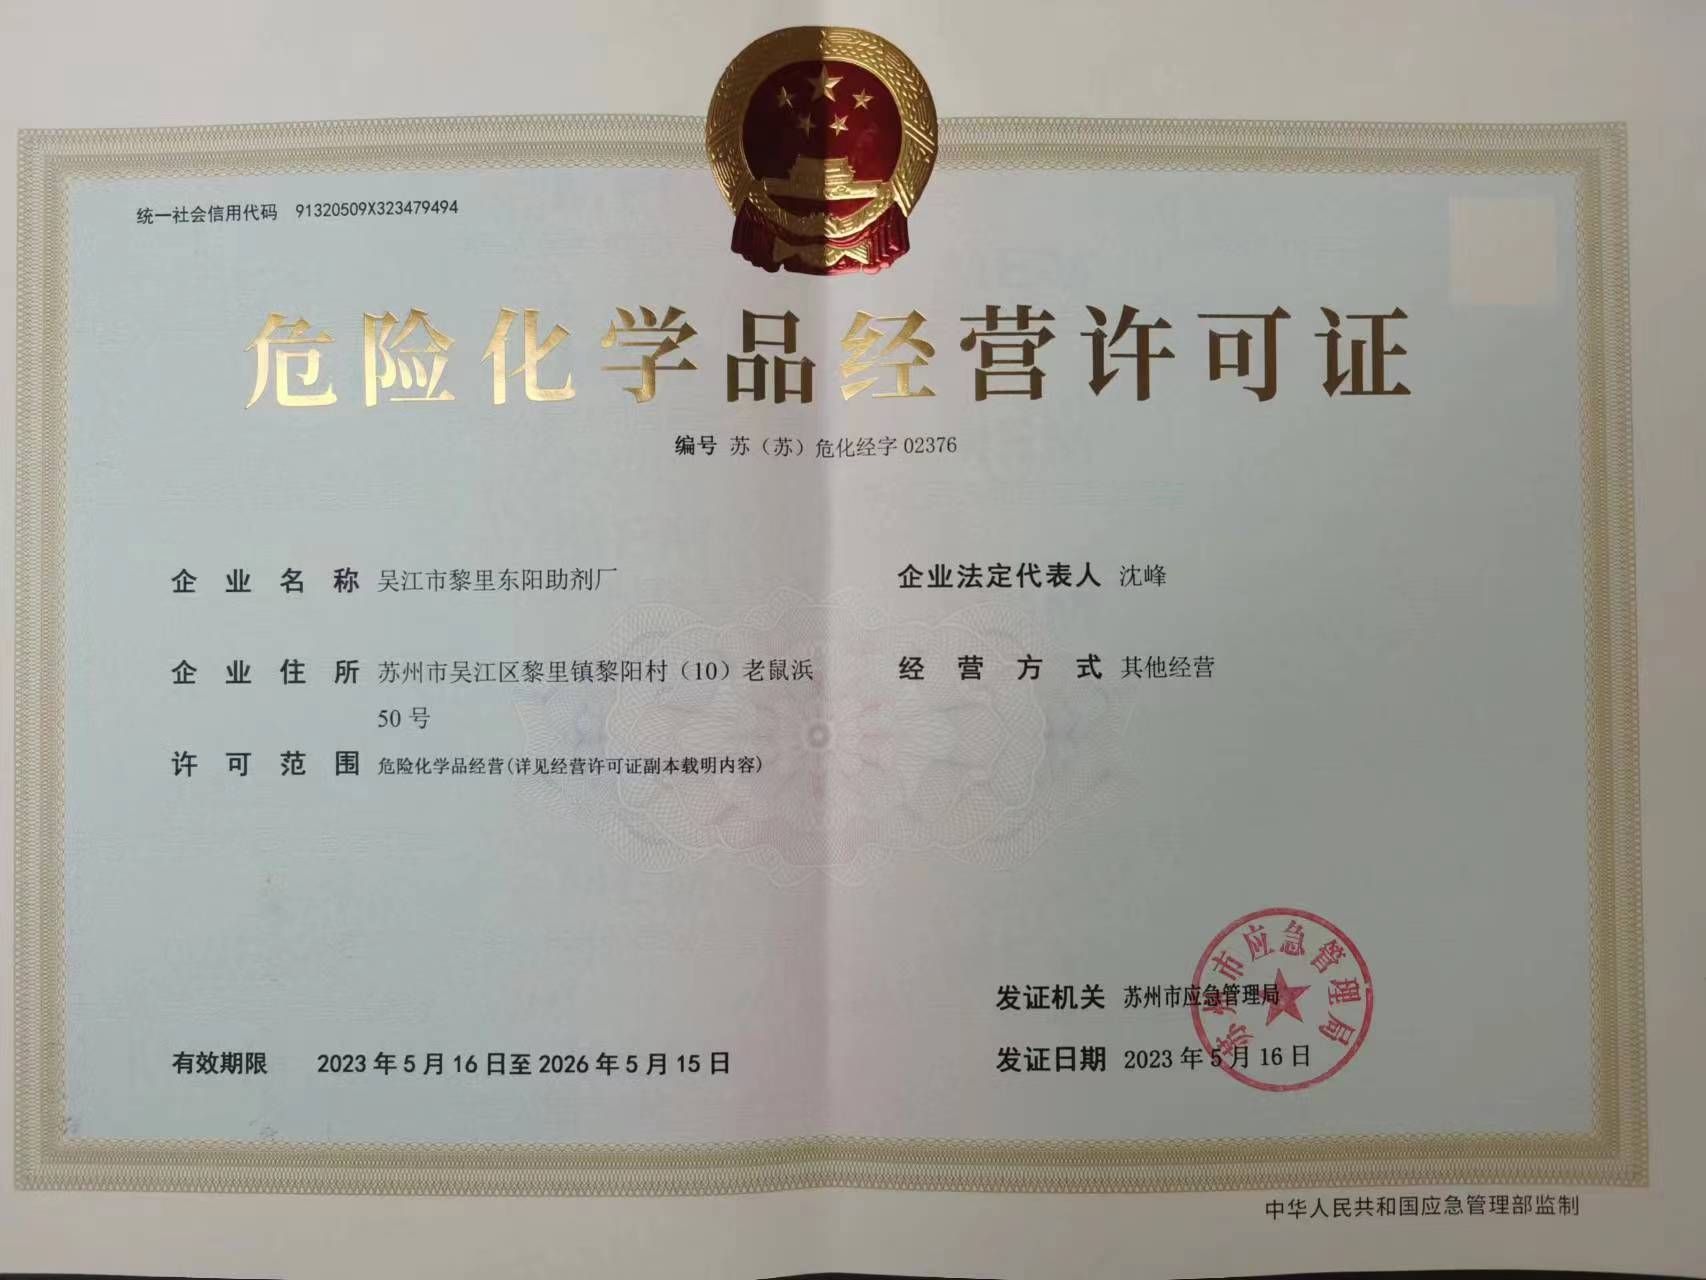 统一社会信用代码 91320509X323479494
危险化学品经营许可证
编号 苏（苏）危化经字 02376
企业名称 吴江市黎里东阳助剂厂
企业法定代表人 沈峰
企业住所 苏州市吴江区黎里镇黎阳村（10）老鼠浜
50 号
经营方式 其他经营
许可范围 危险化学品经营(详见经营许可证副本载明内容)
发证机关 苏州市应急管理局
苏州市应急管理局
有效期限 2023 年 5 月 16 日至 2026 年 5 月 15 日
发证日期 2023 年 5 月 16 日
中华人民共和国应急管理部监制